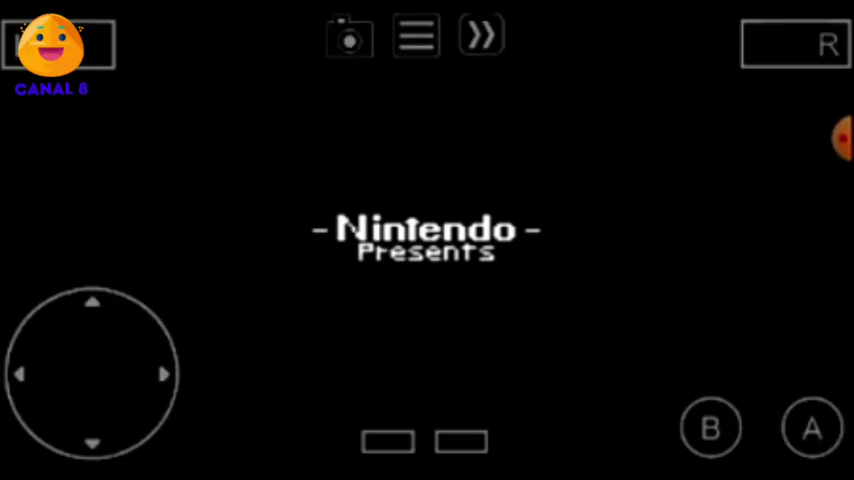 CANAL 8
R
-Nintendo-
Presents
B
A